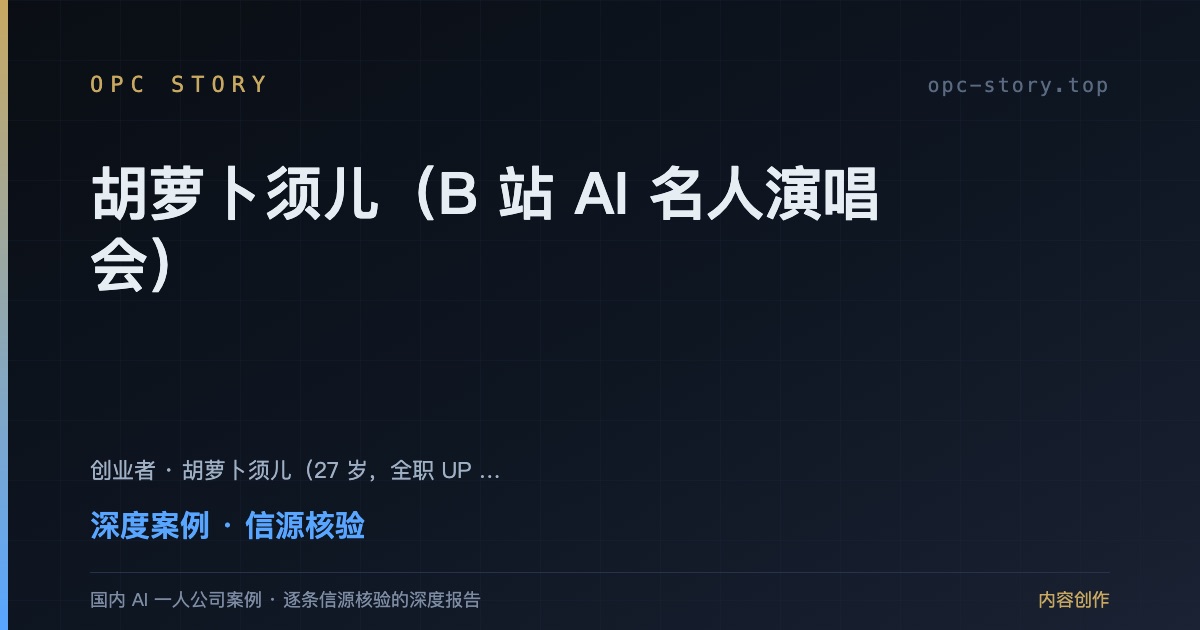 OPC STORY
opc-story.top
胡萝卜须儿（B 站 AI 名人演唱
会）
创业者 · 胡萝卜须儿（27 岁，全职 UP …
深度案例 · 信源核验
国内 AI 一人公司案例 · 逐条信源核验的深度报告
内容创作